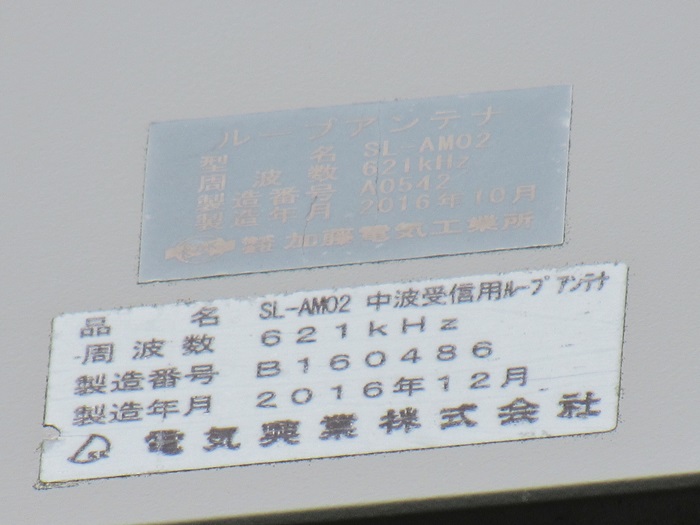 ループアンテナ
型名 SL-AM02
周波数 621kHz
製造番号 A0542
製造年月 2016年10月
加藤電気工業所
品名 SL-AM02 中波受信用ループアンテナ
周波数 621kHz
製造番号 B160486
製造年月 2016年12月
電気興業株式会社